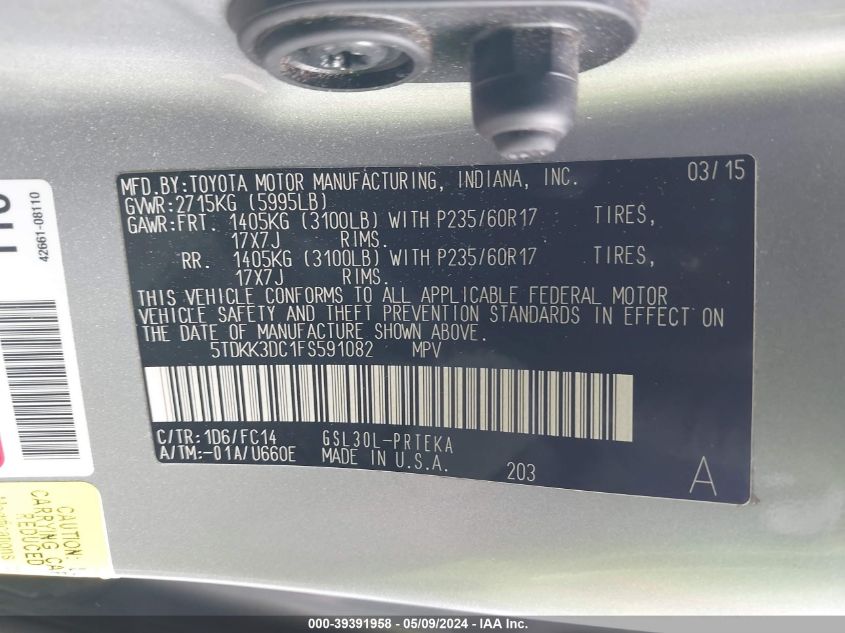 MFD.BY:TOYOTA MOTOR MANUFACTURING, INDIANA, INC. 03/15
GVWR:2715KG (5995LB)
GAWR:FRT. 1405KG (3100LB) WITH P235/60R17 TIRES,
17X7J RIMS.
RR. 1405KG (3100LB) WITH P235/60R17 TIRES,
17X7J RIMS.
THIS VEHICLE CONFORMS TO ALL APPLICABLE FEDERAL MOTOR
VEHICLE SAFETY AND THEFT PREVENTION STANDARDS IN EFFECT ON
THE DATE OF MANUFACTURE SHOWN ABOVE.
5TDKK3DC1FS591082 MPV
C/TR:1D6/FC14 GSL30L-PRTEKA
A/TM:-01A/U660E MADE IN U.S.A. 203 A
42661-08110
CAUTION:
CARRYING
REDUCED
000-39391958 - 05/09/2024 - IAA Inc.